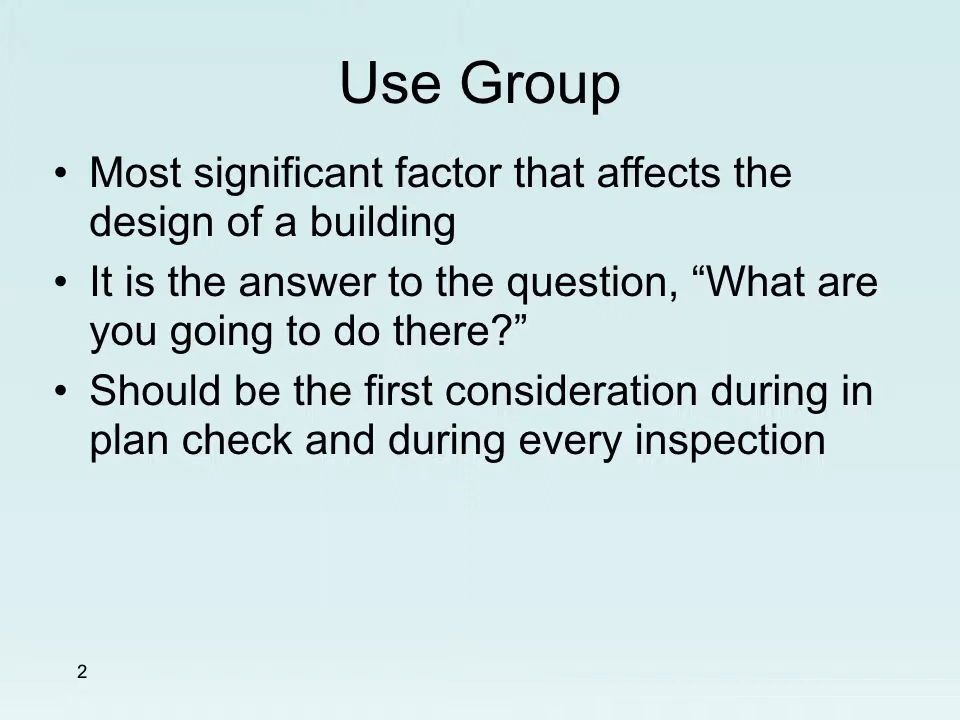 Use Group
• Most significant factor that affects the
design of a building
• It is the answer to the question, “What are
you going to do there?”
• Should be the first consideration during in
plan check and during every inspection
2